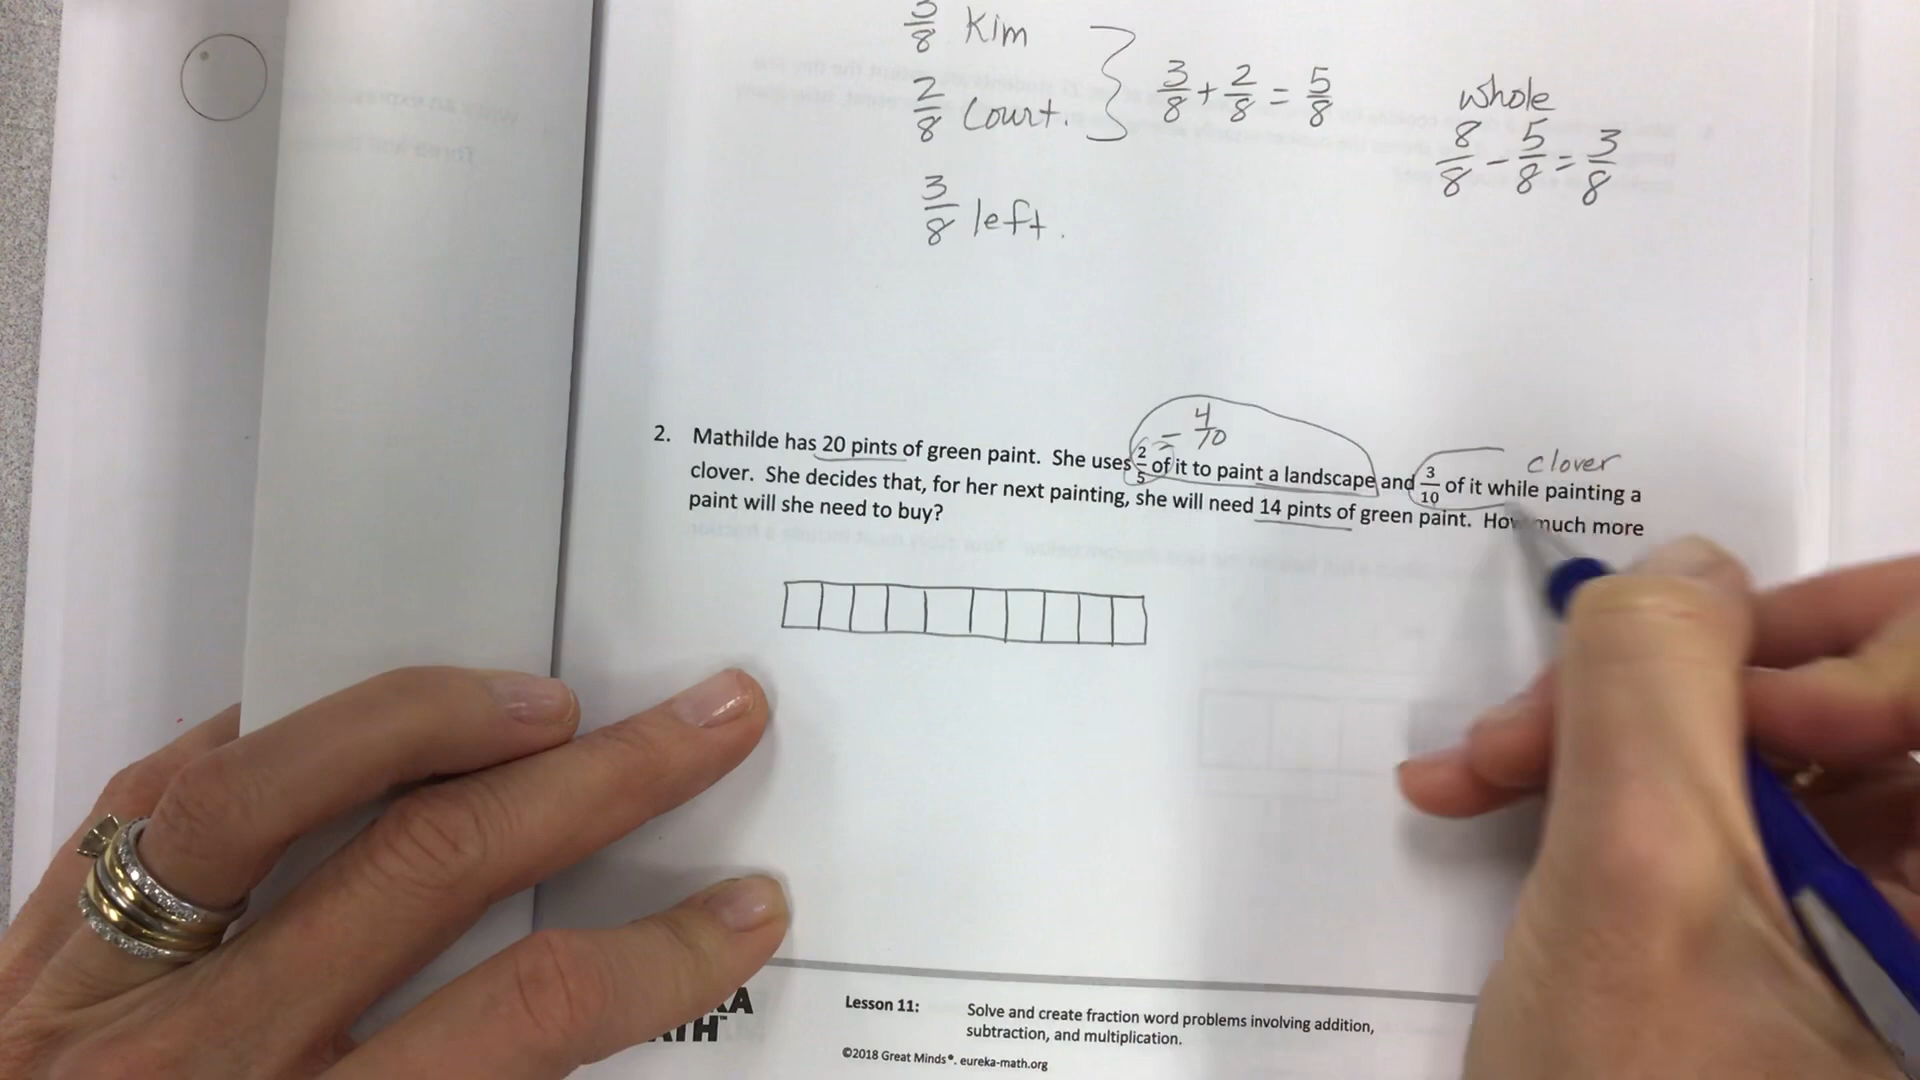 3/8 Kim
2/8 Court.
3/8 + 2/8 = 5/8
whole
8/8 - 5/8 = 3/8
3/8 left.
= 4/10
clover
2. Mathilde has 20 pints of green paint. She uses 2/5 of it to paint a landscape and 3/10 of it while painting a
clover. She decides that, for her next painting, she will need 14 pints of green paint. How much more
paint will she need to buy?
Lesson 11: Solve and create fraction word problems involving addition,
subtraction, and multiplication.
©2018 Great Minds®. eureka-math.org